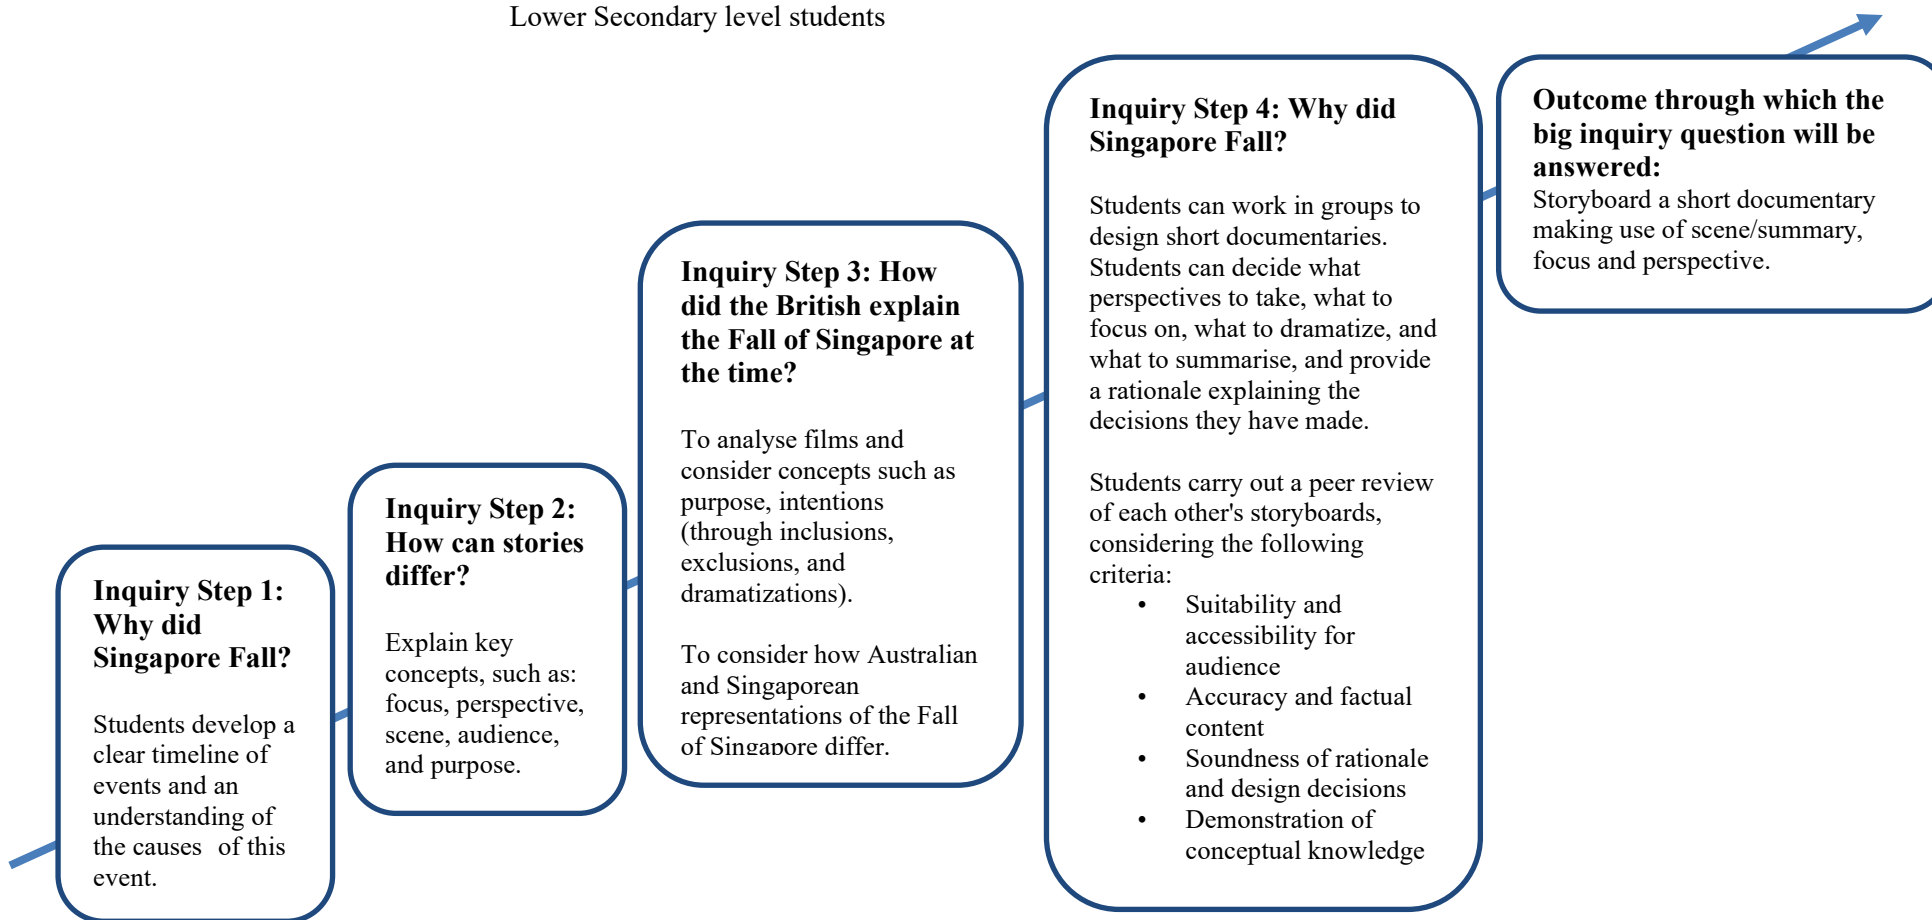 Lower Secondary level students
Inquiry Step 1:
Why did
Singapore Fall?
Students develop a
clear timeline of
events and an
understanding of
the causes of this
event.
Inquiry Step 2:
How can stories
differ?
Explain key
concepts, such as:
focus, perspective,
scene, audience,
and purpose.
Inquiry Step 3: How
did the British explain
the Fall of Singapore at
the time?
To analyse films and
consider concepts such as
purpose, intentions
(through inclusions,
exclusions, and
dramatizations).
To consider how Australian
and Singaporean
representations of the Fall
of Singapore differ.
Inquiry Step 4: Why did
Singapore Fall?
Students can work in groups to
design short documentaries.
Students can decide what
perspectives to take, what to
focus on, what to dramatize, and
what to summarise, and provide
a rationale explaining the
decisions they have made.
Students carry out a peer review
of each other's storyboards,
considering the following
criteria:
• Suitability and
accessibility for
audience
• Accuracy and factual
content
• Soundness of rationale
and design decisions
• Demonstration of
conceptual knowledge
Outcome through which the
big inquiry question will be
answered:
Storyboard a short documentary
making use of scene/summary,
focus and perspective.